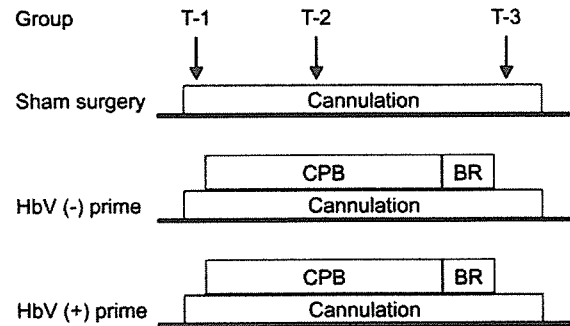 Group T-1 T-2 T-3
Sham surgery Cannulation
CPB BR
HbV (-) prime Cannulation
CPB BR
HbV (+) prime Cannulation